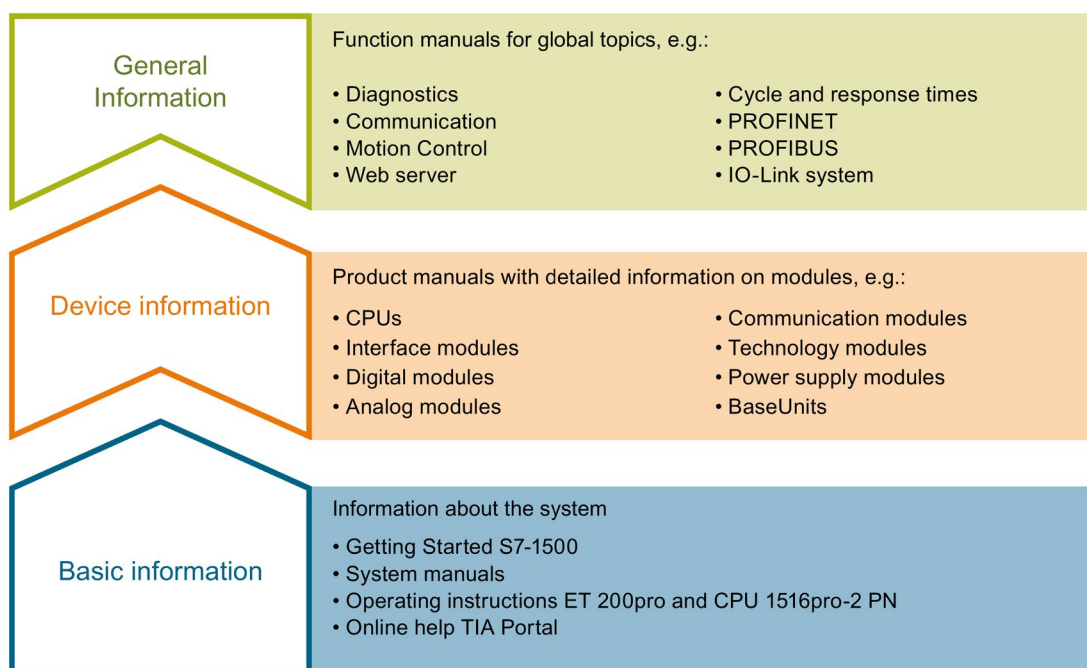 General
Information
Function manuals for global topics, e.g.:
• Diagnostics
• Communication
• Motion Control
• Web server
• Cycle and response times
• PROFINET
• PROFIBUS
• IO-Link system
Device information
Product manuals with detailed information on modules, e.g.:
• CPUs
• Interface modules
• Digital modules
• Analog modules
• Communication modules
• Technology modules
• Power supply modules
• BaseUnits
Basic information
Information about the system
• Getting Started S7-1500
• System manuals
• Operating instructions ET 200pro and CPU 1516pro-2 PN
• Online help TIA Portal